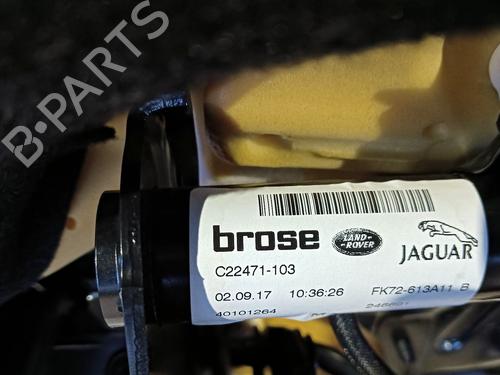 B-PARTS
brose LAND-ROVER JAGUAR
C22471-103
02.09.17 10:36:26 FK72-613A11 B
40101264